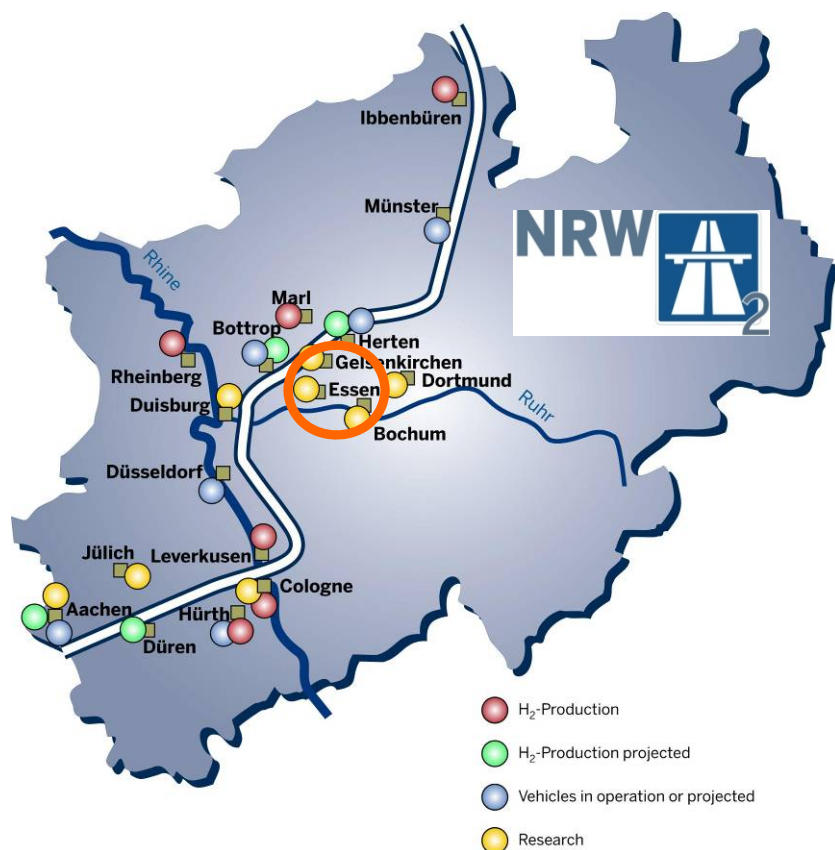 Ibbenbüren
Münster
NRW
2
Rhine
Marl
Bottrop
Herten
Gelsenkirchen
Rheinberg
Essen
Dortmund
Duisburg
Bochum
Ruhr
Düsseldorf
Jülich
Leverkusen
Cologne
Aachen
Hürth
Düren
H₂-Production
H₂-Production projected
Vehicles in operation or projected
Research